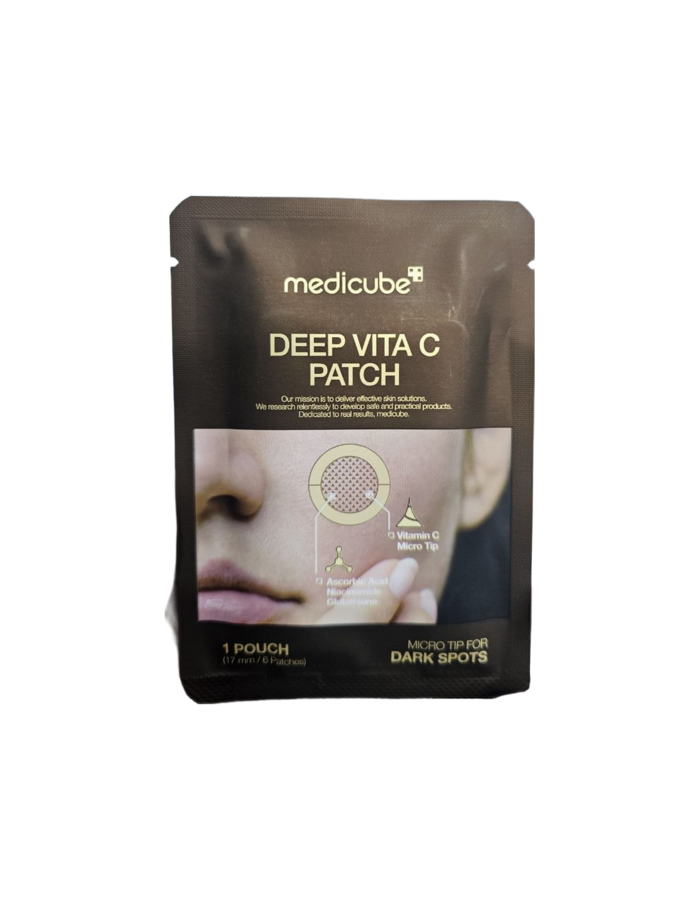 medicube
DEEP VITA C
PATCH
Our mission is to deliver effective skin solutions.
We research relentlessly to develop safe and practical products.
Dedicated to real results, medicube.
Vitamin C
Micro Tip
Ascorbic Acid
Niacinamide
Glutathione
1 POUCH
(17 mm / 6 Patches)
MICRO TIP FOR
DARK SPOTS